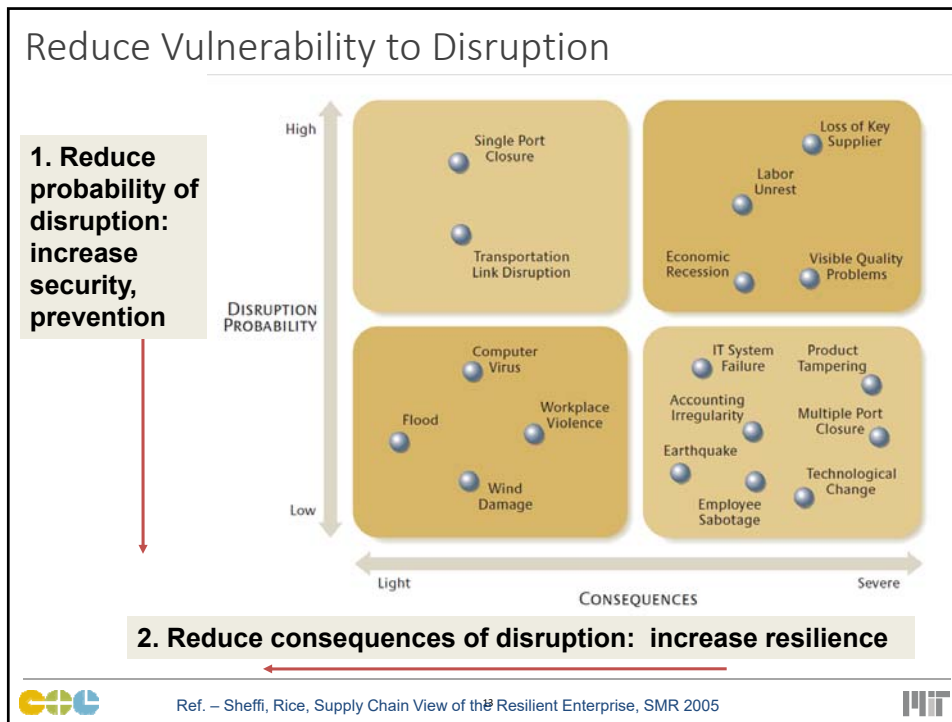 Reduce Vulnerability to Disruption
1. Reduce
probability of
disruption:
increase
security,
prevention
High
DISRUPTION
PROBABILITY
Low
Single Port
Closure
Transportation
Link Disruption
Loss of Key
Supplier
Labor
Unrest
Economic
Recession
Visible Quality
Problems
Computer
Virus
Flood
Workplace
Violence
Wind
Damage
IT System
Failure
Product
Tampering
Accounting
Irregularity
Multiple Port
Closure
Earthquake
Employee
Sabotage
Technological
Change
Light
Severe
CONSEQUENCES
2. Reduce consequences of disruption: increase resilience
Ref. – Sheffi, Rice, Supply Chain View of the Resilient Enterprise, SMR 2005
13
MIT